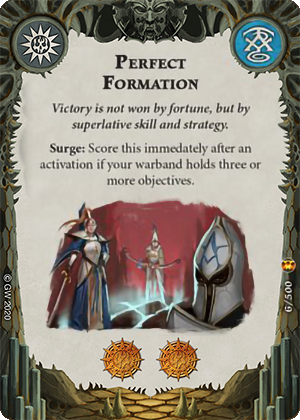 PERFECT
FORMATION
Victory is not won by fortune, but by
superlative skill and strategy.
Surge: Score this immedately after an
activation if your warband holds three or
more objectives.
© GW 2020
6/500